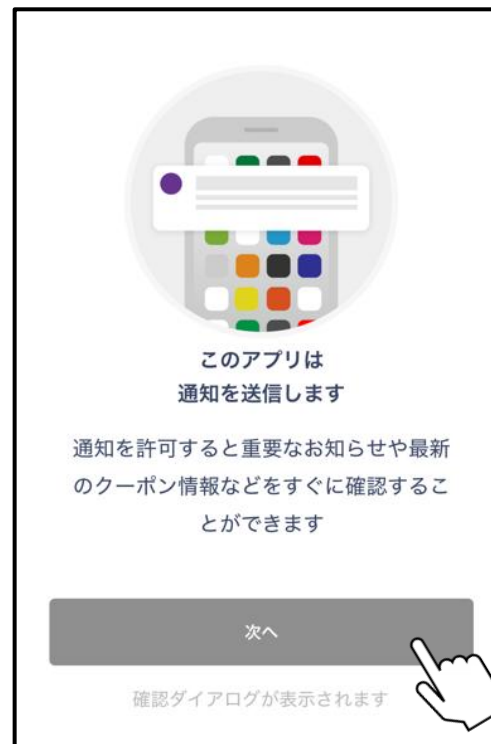 このアプリは
通知を送信します
通知を許可すると重要なお知らせや最新
のクーポン情報などをすぐに確認するこ
とができます
次へ
確認ダイアログが表示されます